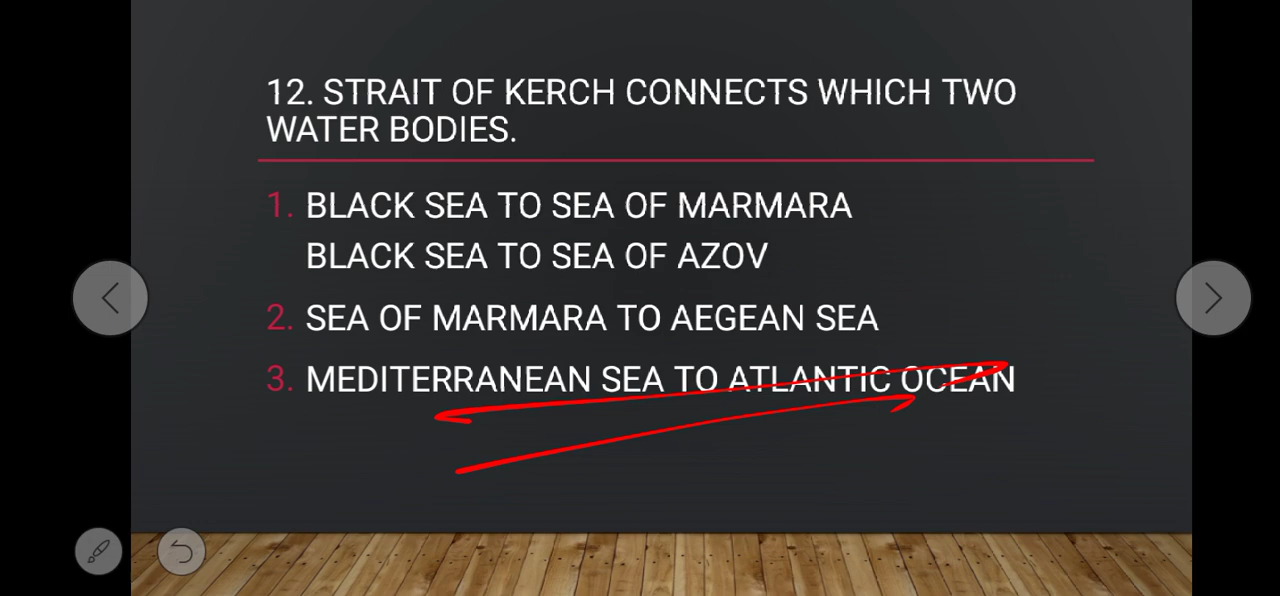 12. STRAIT OF KERCH CONNECTS WHICH TWO
WATER BODIES.
1. BLACK SEA TO SEA OF MARMARA
BLACK SEA TO SEA OF AZOV
2. SEA OF MARMARA TO AEGEAN SEA
3. MEDITERRANEAN SEA TO ATLANTIC OCEAN